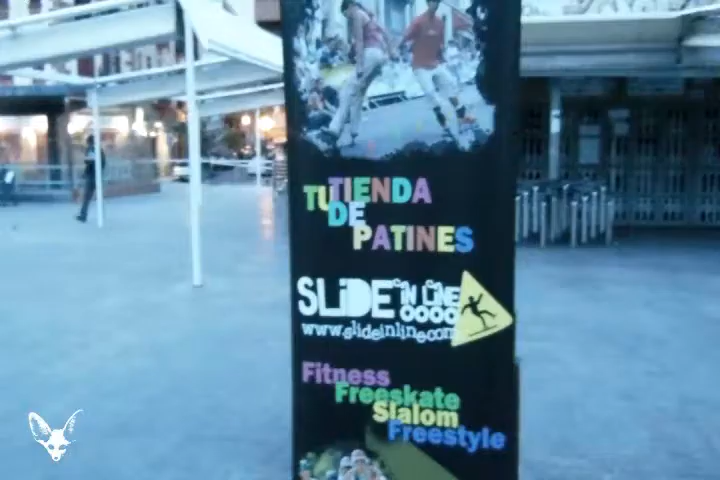 TU TIENDA
DE
PATINES
SLIDE IN LINE
www.slideinline.com
Fitness
Freeskate
Slalom
Freestyle